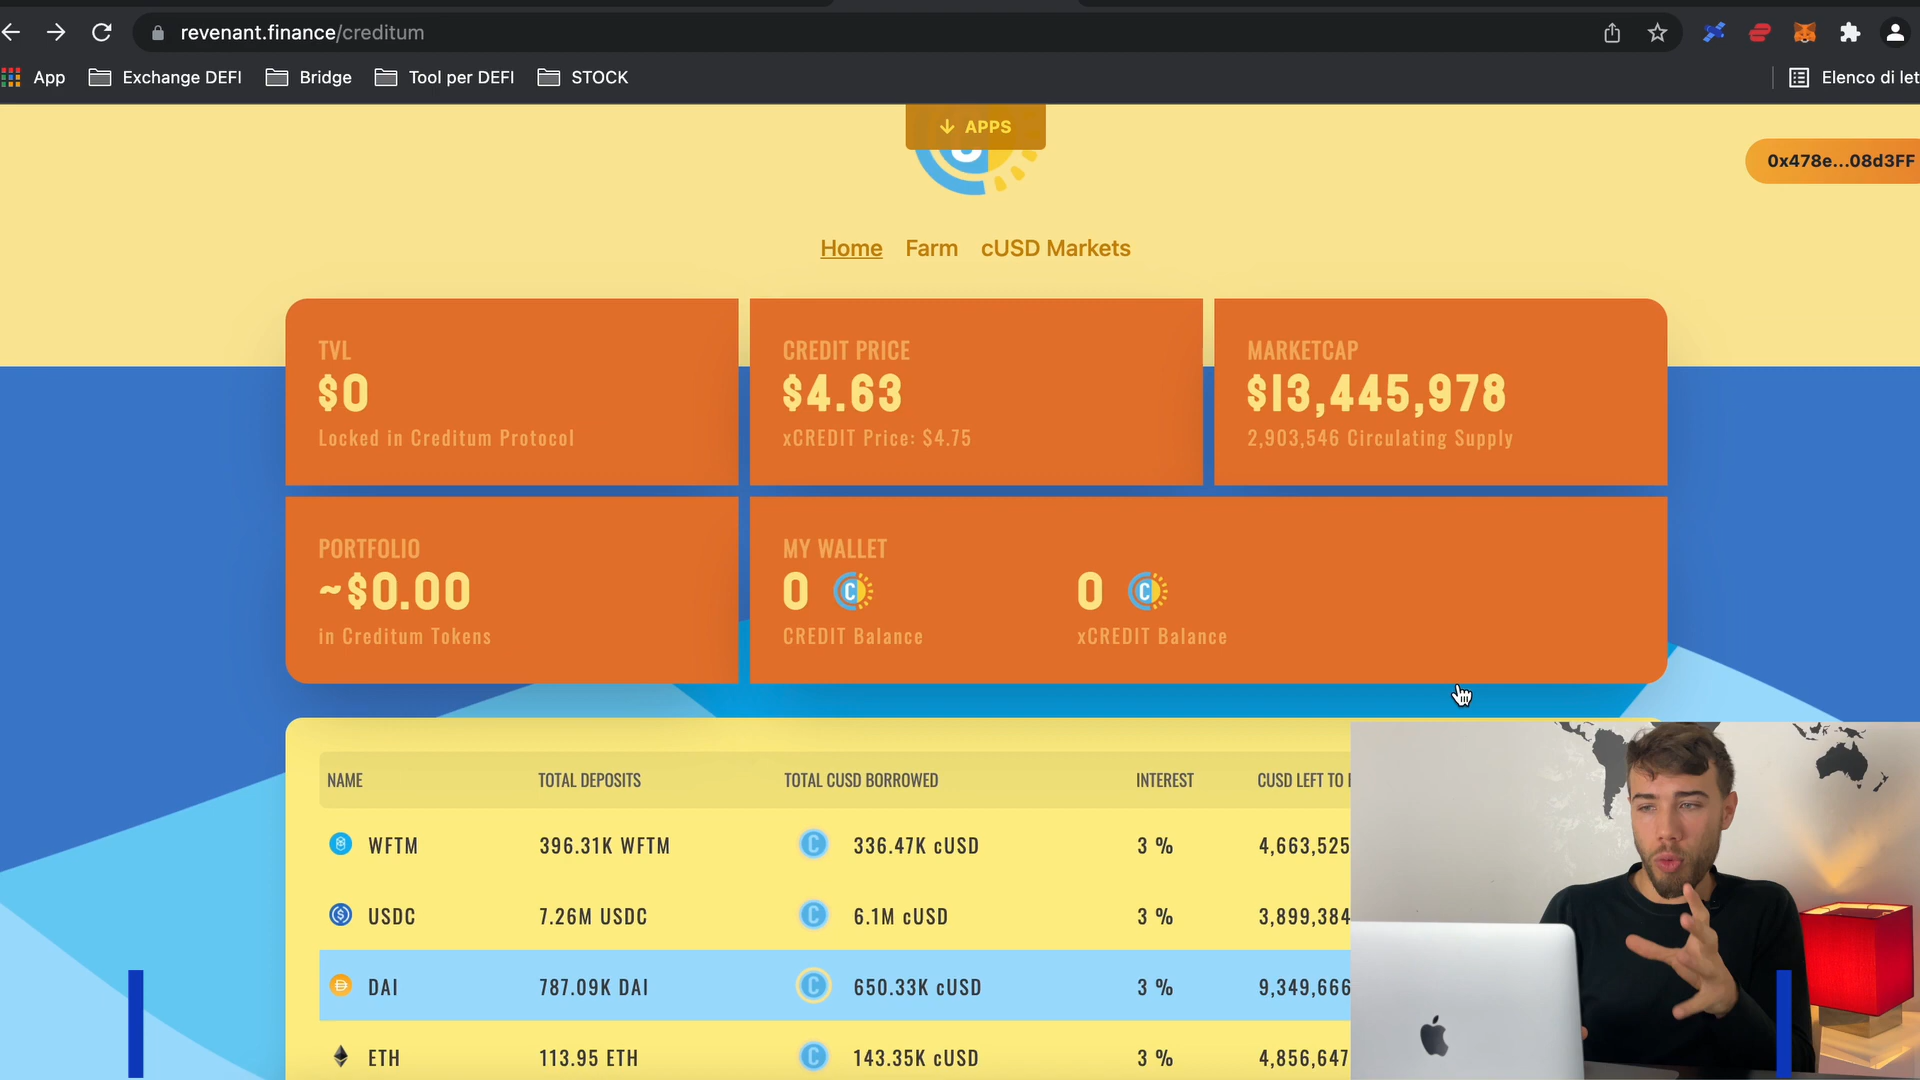 revenant.finance/creditum
App Exchange DEFI Bridge Tool per DEFI STOCK Elenco di let
APPS
0x478e...08d3FF
Home Farm cUSD Markets
TVL
$0
Locked in Creditum Protocol
CREDIT PRICE
$4.63
xCREDIT Price: $4.75
MARKETCAP
$13,445,978
2,903,546 Circulating Supply
PORTFOLIO
~$0.00
in Creditum Tokens
MY WALLET
0 C 0 C
CREDIT Balance xCREDIT Balance
NAME TOTAL DEPOSITS TOTAL CUSD BORROWED INTEREST CUSD LEFT TO
WFTM 396.31K WFTM C 336.47K cUSD 3 % 4,663,525
USDC 7.26M USDC C 6.1M cUSD 3 % 3,899,384
DAI 787.09K DAI C 650.33K cUSD 3 % 9,349,666
ETH 113.95 ETH C 143.35K cUSD 3 % 4,856,647